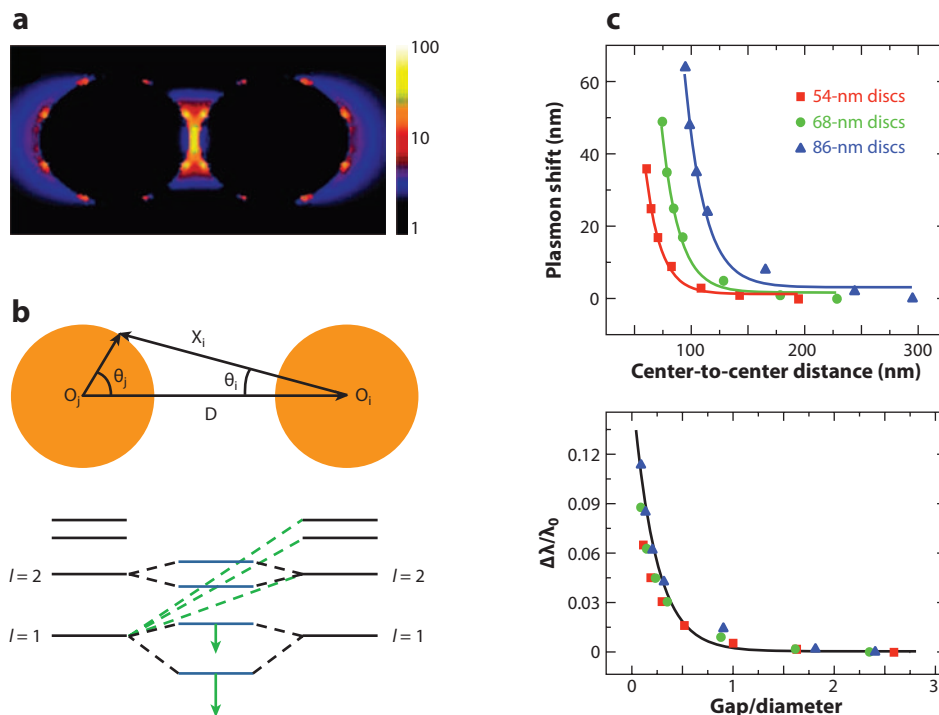 a
100
10
1
b
X_i
θ_j
θ_i
O_j
O_i
D
l = 2
l = 2
l = 1
l = 1
c
Plasmon shift (nm)
60
40
20
0
54-nm discs
68-nm discs
86-nm discs
100
200
300
Center-to-center distance (nm)
Δλ/λ₀
0.12
0.09
0.06
0.03
0
0
1
2
3
Gap/diameter